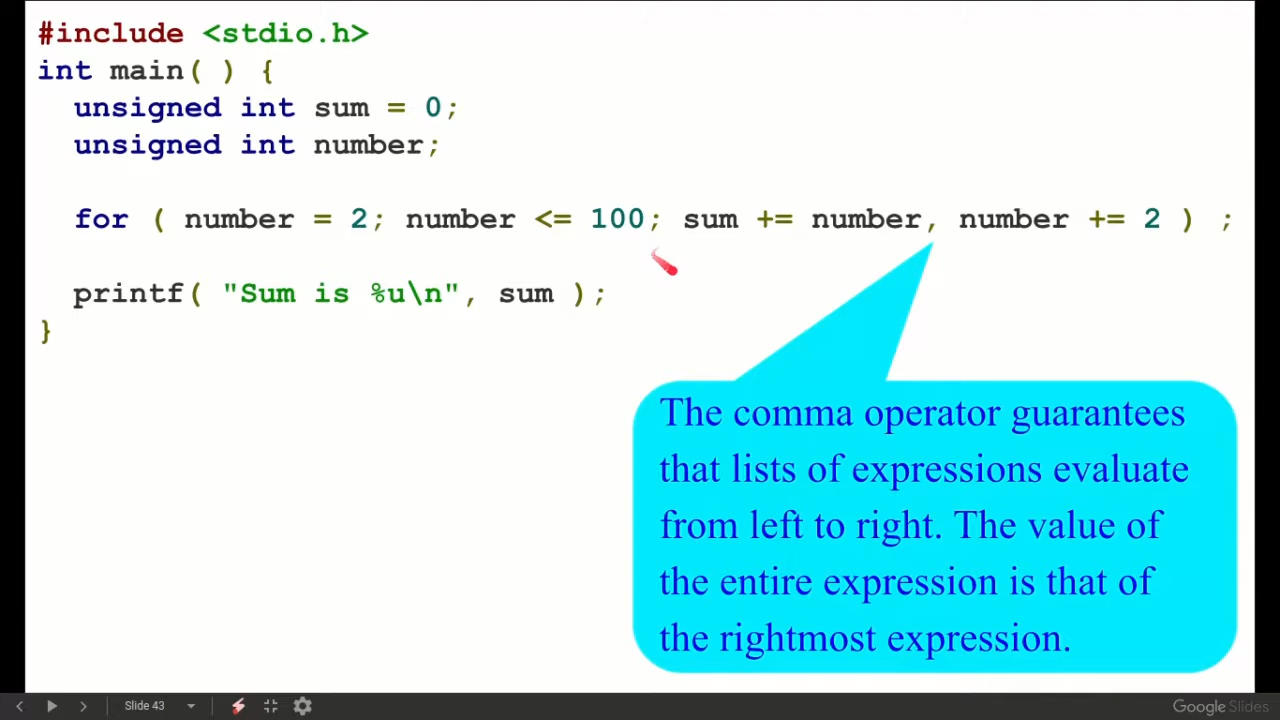 #include <stdio.h>
int main( ) {
unsigned int sum = 0;
unsigned int number;
for ( number = 2; number <= 100; sum += number, number += 2 ) ;
printf( "Sum is %u\n", sum );
}
The comma operator guarantees
that lists of expressions evaluate
from left to right. The value of
the entire expression is that of
the rightmost expression.
Slide 43
Google Slides